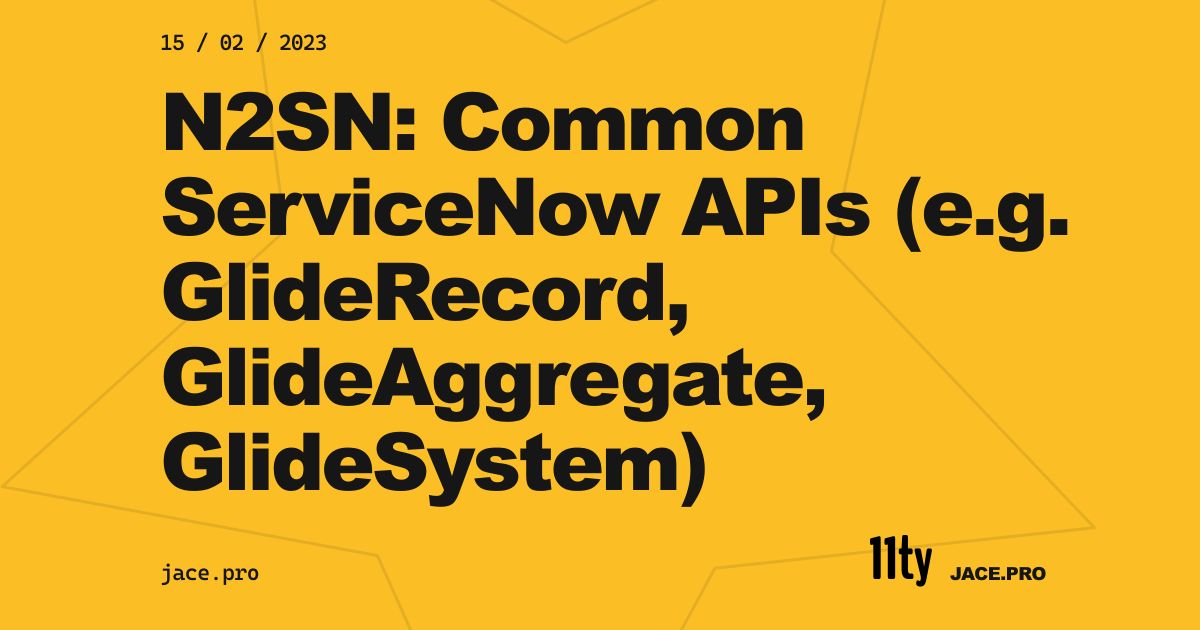 15 / 02 / 2023
N2SN: Common
ServiceNow APIs (e.g.
GlideRecord,
GlideAggregate,
GlideSystem)
jace.pro
11ty JACE.PRO